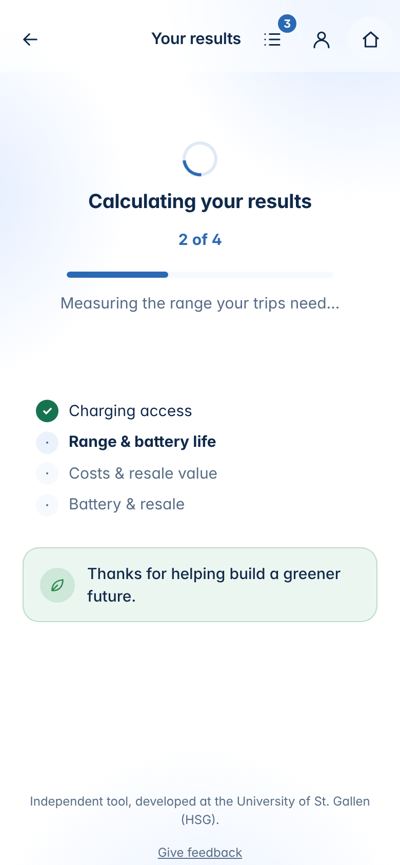 Your results
3
Calculating your results
2 of 4
Measuring the range your trips need...
Charging access
Range & battery life
Costs & resale value
Battery & resale
Thanks for helping build a greener
future.
Independent tool, developed at the University of St. Gallen
(HSG).
Give feedback